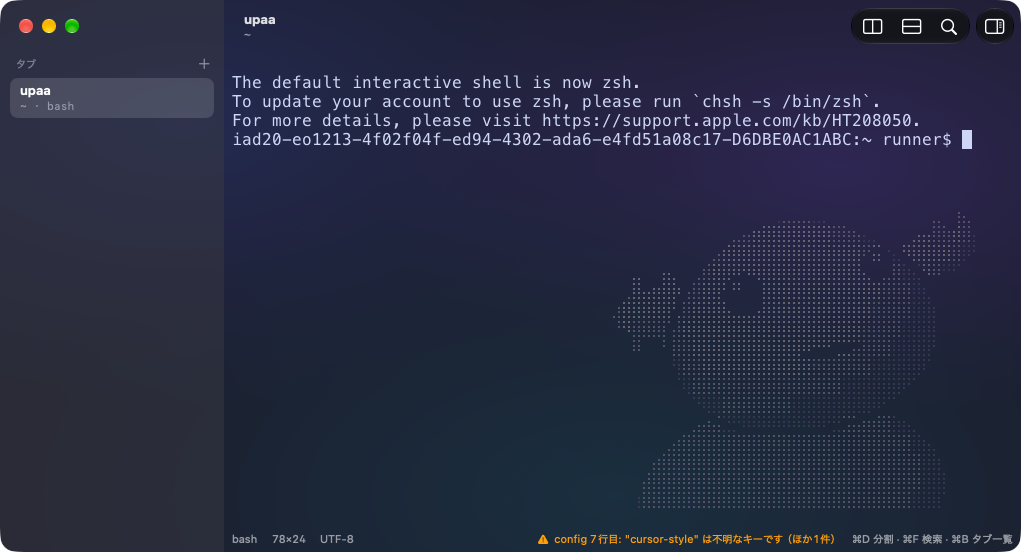 upaa
~
タブ
upaa
~ · bash
The default interactive shell is now zsh.
To update your account to use zsh, please run `chsh -s /bin/zsh`.
For more details, please visit https://support.apple.com/kb/HT208050.
iad20-eo1213-4f02f04f-ed94-4302-ada6-e4fd51a08c17-D6DBE0AC1ABC:~ runner$
bash 78×24 UTF-8 config 7行目: "cursor-style" は不明なキーです (ほか1件) ⌘D 分割 · ⌘F 検索 · ⌘B タブ一覧